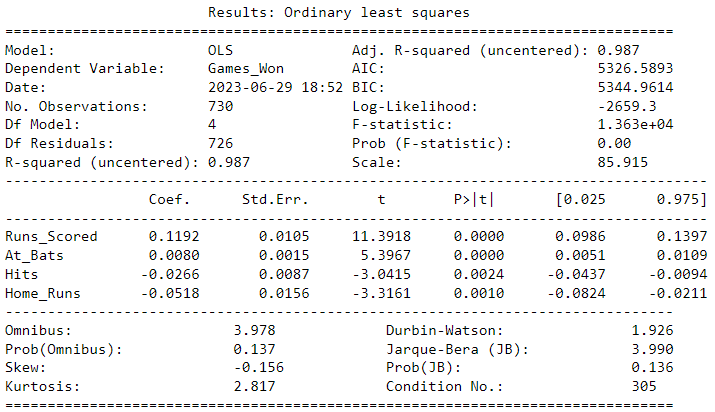 Results: Ordinary least squares
==============================================================================
Model: OLS Adj. R-squared (uncentered): 0.987
Dependent Variable: Games_Won AIC: 5326.5893
Date: 2023-06-29 18:52 BIC: 5344.9614
No. Observations: 730 Log-Likelihood: -2659.3
Df Model: 4 F-statistic: 1.363e+04
Df Residuals: 726 Prob (F-statistic): 0.00
R-squared (uncentered): 0.987 Scale: 85.915
------------------------------------------------------------------------------
Coef. Std.Err. t P>|t| [0.025 0.975]
------------------------------------------------------------------------------
Runs_Scored 0.1192 0.0105 11.3918 0.0000 0.0986 0.1397
At_Bats 0.0080 0.0015 5.3967 0.0000 0.0051 0.0109
Hits -0.0266 0.0087 -3.0415 0.0024 -0.0437 -0.0094
Home_Runs -0.0518 0.0156 -3.3161 0.0010 -0.0824 -0.0211
------------------------------------------------------------------------------
Omnibus: 3.978 Durbin-Watson: 1.926
Prob(Omnibus): 0.137 Jarque-Bera (JB): 3.990
Skew: -0.156 Prob(JB): 0.136
Kurtosis: 2.817 Condition No.: 305
==============================================================================